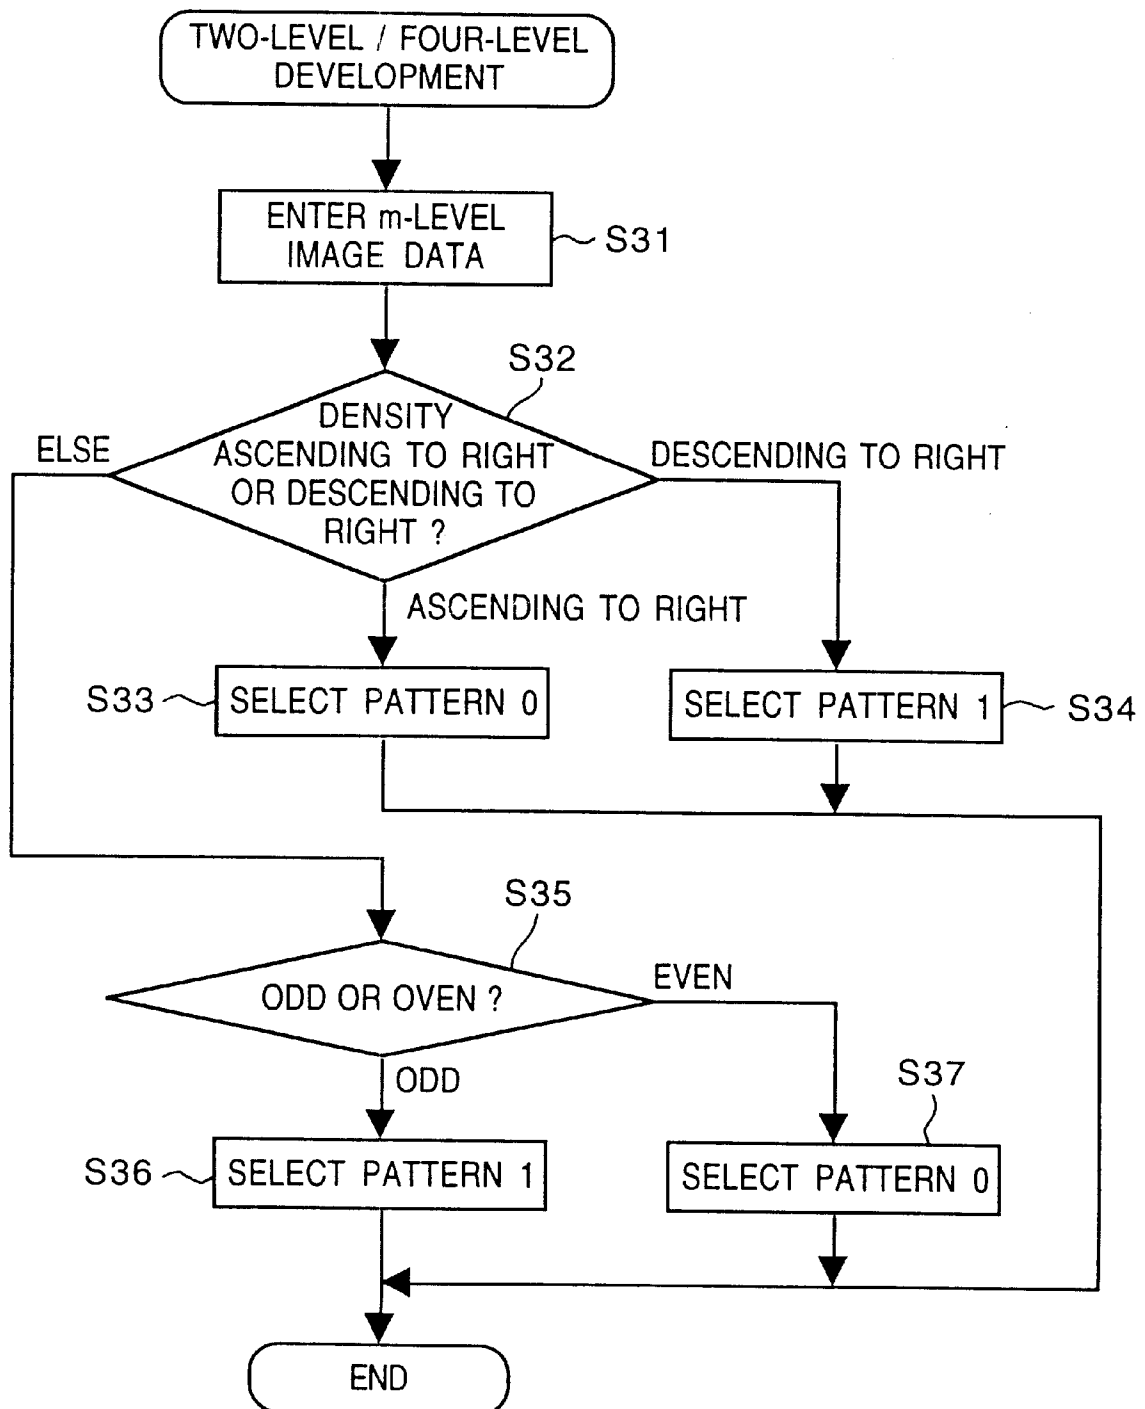 TWO-LEVEL / FOUR-LEVEL
DEVELOPMENT
ENTER m-LEVEL
IMAGE DATA
S31
S32
DENSITY
ASCENDING TO RIGHT
OR DESCENDING TO
RIGHT ?
ELSE
DESCENDING TO RIGHT
ASCENDING TO RIGHT
S33
SELECT PATTERN 0
SELECT PATTERN 1
S34
S35
ODD OR OVEN ?
EVEN
ODD
S37
S36
SELECT PATTERN 1
SELECT PATTERN 0
END